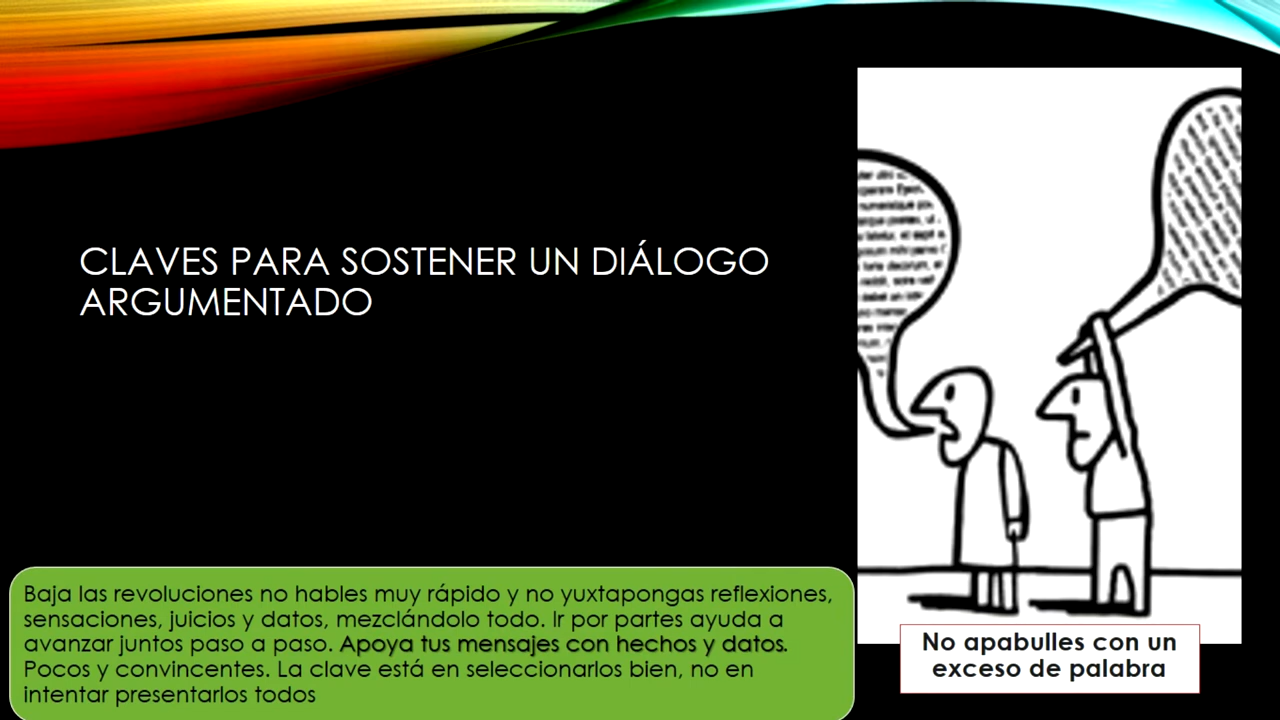 CLAVES PARA SOSTENER UN DIÁLOGO
ARGUMENTADO
Baja las revoluciones no hables muy rápido y no yuxtapongas reflexiones,
sensaciones, juicios y datos, mezclándolo todo. Ir por partes ayuda a
avanzar juntos paso a paso. Apoya tus mensajes con hechos y datos.
Pocos y convincentes. La clave está en seleccionarlos bien, no en
intentar presentarlos todos
No apabulles con un
exceso de palabra